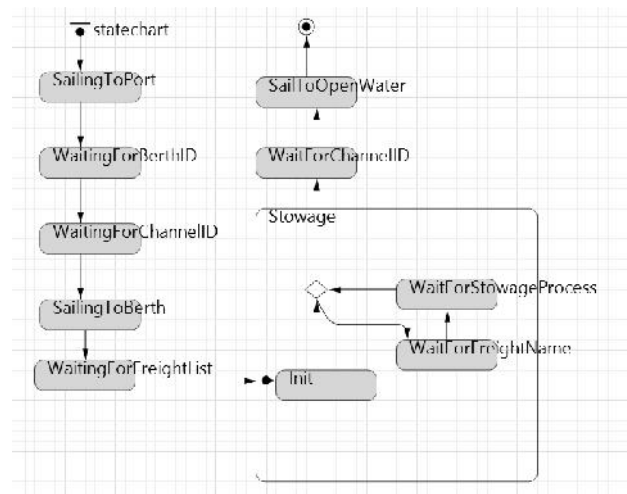 statechart
SailingToPort
WaitingForBerthID
WaitingForChannelID
SailingToBerth
WaitingForFreightList
SailToOpenWater
WaitForChannelID
Stowage
WaitForStowageProcess
WaitForFreightName
Init